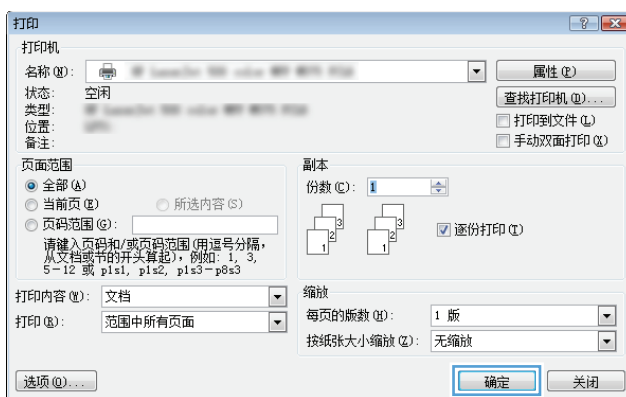 打印
打印机
名称(N):
属性(P)
状态: 空闲
查找打印机(D)...
类型:
位置:
打印到文件(L)
备注:
手动双面打印(X)
页面范围
全部(A)
当前页(E) 所选内容(S)
页码范围(G):
请键入页码和/或页码范围(用逗号分隔,
从文档或节的开头算起), 例如: 1, 3,
5-12 或 p1s1, p1s2, p1s3-p8s3
副本
份数(C): 1
3 3
2 2
1 1
逐份打印(T)
打印内容(W): 文档
打印(R): 范围中所有页面
缩放
每页的版数(H): 1 版
按纸张大小缩放(Z): 无缩放
选项(O)...
确定 关闭